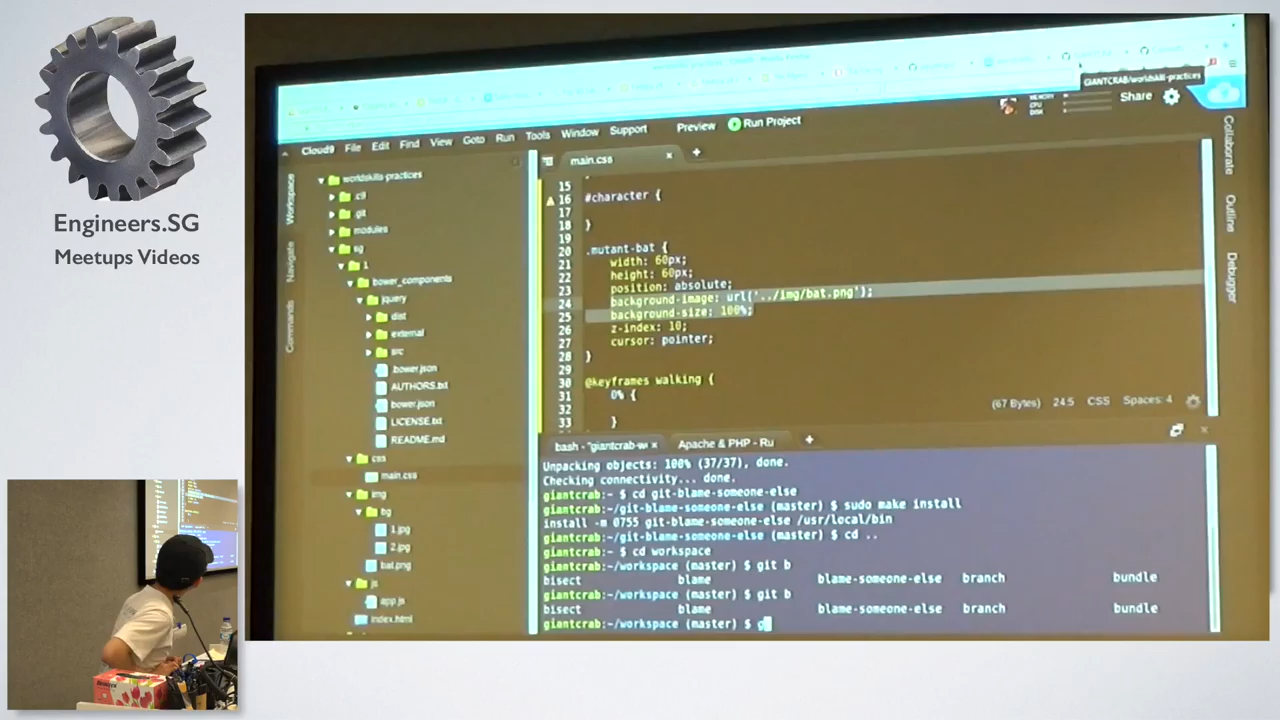 Engineers.SG
Meetups Videos
GIANTCRAB/worldskill-practices
Cloud9 File Edit Find View Goto Run Tools Window Support Preview Run Project
MEMORY
CPU
DISK
Share
Workspace
Navigate
Commands
worldskills-practices
.c9
.git
modules
sg
1
bower_components
jquery
dist
external
src
.bower.json
AUTHORS.txt
bower.json
LICENSE.txt
README.md
css
main.css
img
bg
1.jpg
2.jpg
bat.png
js
app.js
index.html
main.css
15
16 #character {
17
18 }
19
20 .mutant-bat {
21 width: 60px;
22 height: 60px;
23 position: absolute;
24 background-image: url('../img/bat.png');
25 background-size: 100%;
26 z-index: 10;
27 cursor: pointer;
28 }
29
30 @keyframes walking {
31 0% {
32
33 }
(67 Bytes) 24:5 CSS Spaces: 4
Collaborate
Outline
Debugger
bash - "giantcrab-w Apache & PHP - Ru
Unpacking objects: 100% (37/37), done.
Checking connectivity... done.
giantcrab:~ $ cd git-blame-someone-else
giantcrab:~/git-blame-someone-else (master) $ sudo make install
install -m 0755 git-blame-someone-else /usr/local/bin
giantcrab:~/git-blame-someone-else (master) $ cd ..
giantcrab:~ $ cd workspace
giantcrab:~/workspace (master) $ git b
bisect blame blame-someone-else branch bundle
giantcrab:~/workspace (master) $ git b
bisect blame blame-someone-else branch bundle
giantcrab:~/workspace (master) $ g